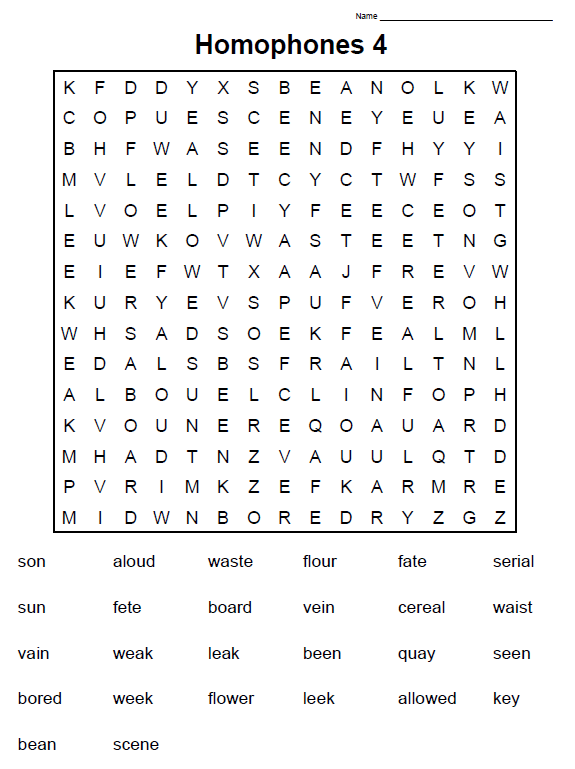 Name
Homophones 4
K F D D Y X S B E A N O L K W
C O P U E S C E N E Y E U E A
B H F W A S E E N D F H Y Y I
M V L E L D T C Y C T W F S S
L V O E L P I Y F E E C E O T
E U W K O V W A S T E E T N G
E I E F W T X A A J F R E V W
K U R Y E V S P U F V E R O H
W H S A D S O E K F E A L M L
E D A L S B S F R A I L T N L
A L B O U E L C L I N F O P H
K V O U N E R E Q O A U A R D
M H A D T N Z V A U U L Q T D
P V R I M K Z E F K A R M R E
M I D W N B O R E D R Y Z G Z
son aloud waste flour fate serial
sun fete board vein cereal waist
vain weak leak been quay seen
bored week flower leek allowed key
bean scene